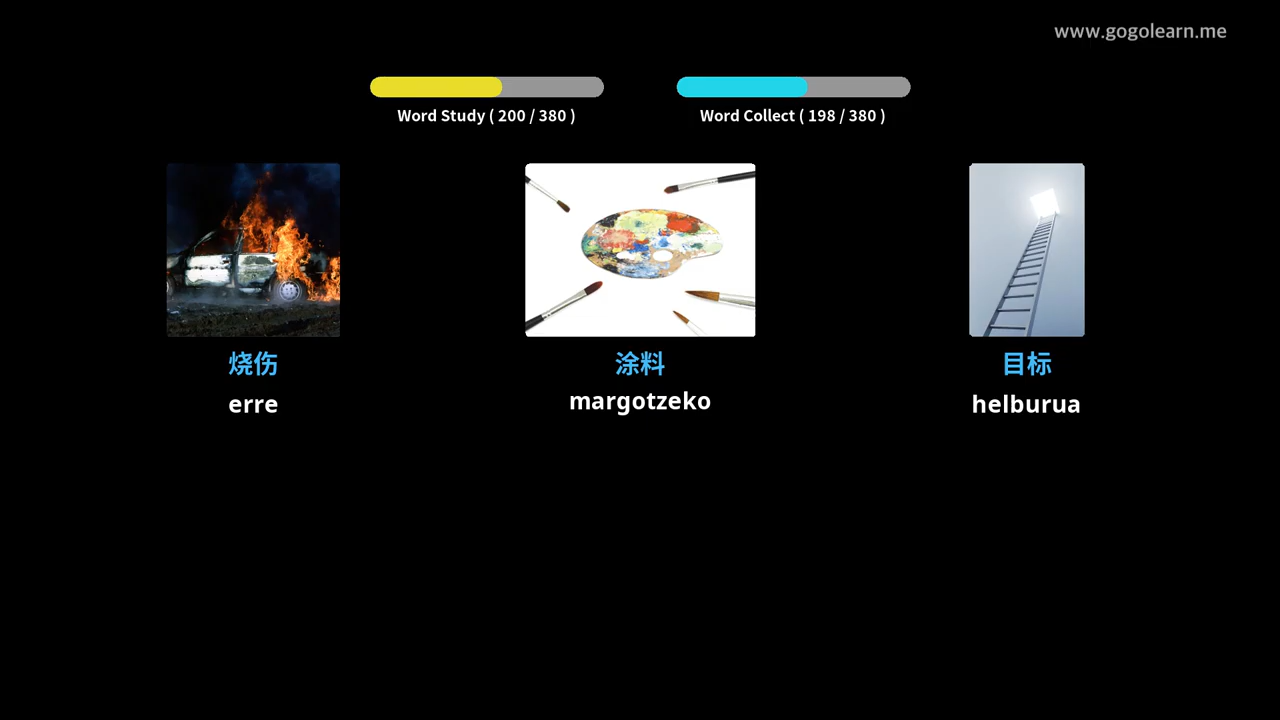 www.gogolearn.me
Word Study ( 200 / 380 )
Word Collect ( 198 / 380 )
烧伤
涂料
目标
erre
margotzeko
helburua